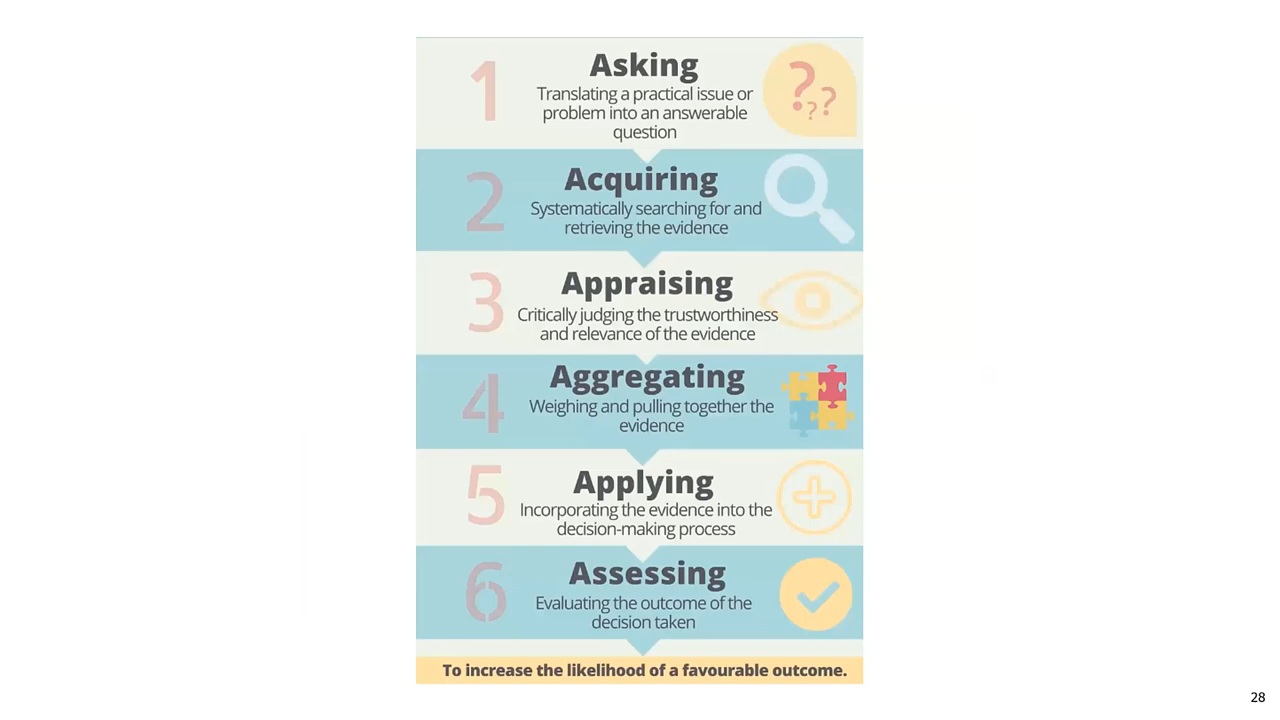 1
Asking
Translating a practical issue or
problem into an answerable
question
? ? ?
2
Acquiring
Systematically searching for and
retrieving the evidence
3
Appraising
Critically judging the trustworthiness
and relevance of the evidence
4
Aggregating
Weighing and pulling together the
evidence
5
Applying
Incorporating the evidence into the
decision-making process
6
Assessing
Evaluating the outcome of the
decision taken
To increase the likelihood of a favourable outcome.
28